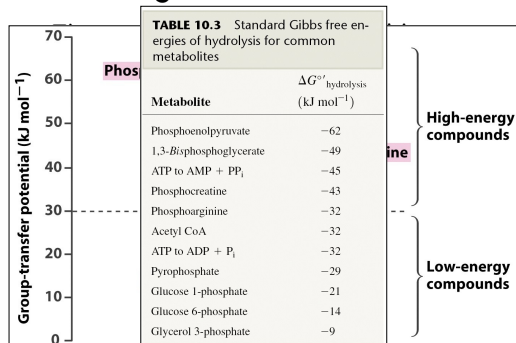 TABLE 10.3 Standard Gibbs free en-
ergies of hydrolysis for common
metabolites
ΔG°′hydrolysis
Metabolite (kJ mol−1)
Phosphoenolpyruvate −62
1,3-Bisphosphoglycerate −49
ATP to AMP + PPi −45
Phosphocreatine −43
Phosphoarginine −32
Acetyl CoA −32
ATP to ADP + Pi −32
Pyrophosphate −29
Glucose 1-phosphate −21
Glucose 6-phosphate −14
Glycerol 3-phosphate −9
Group-transfer potential (kJ mol−1)
70
60
50
40
30
20
10
0
High-energy
compounds
Low-energy
compounds